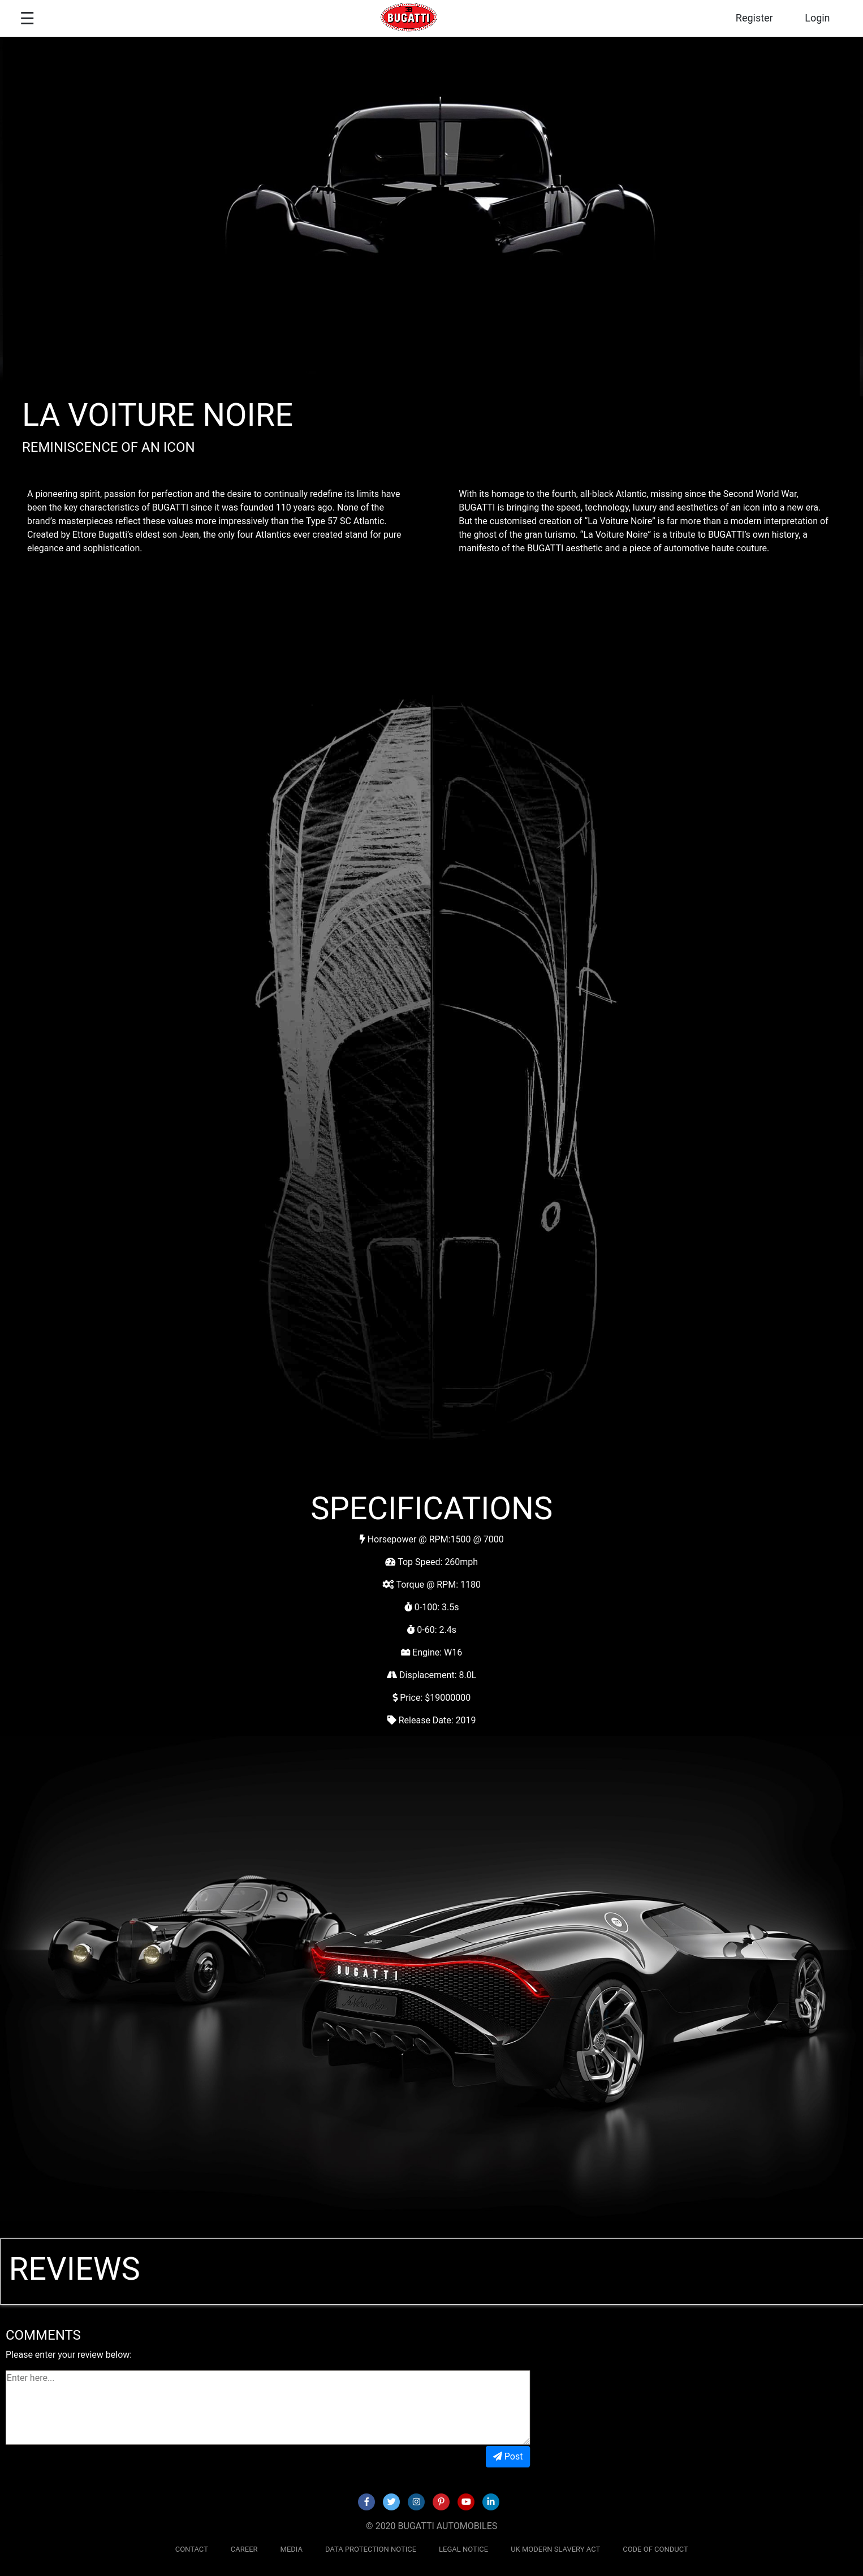 ☰ BUGATTI Register Login
LA VOITURE NOIRE
REMINISCENCE OF AN ICON
A pioneering spirit, passion for perfection and the desire to continually redefine its limits have
been the key characteristics of BUGATTI since it was founded 110 years ago. None of the
brand's masterpieces reflect these values more impressively than the Type 57 SC Atlantic.
Created by Ettore Bugatti's eldest son Jean, the only four Atlantics ever created stand for pure
elegance and sophistication.
With its homage to the fourth, all-black Atlantic, missing since the Second World War,
BUGATTI is bringing the speed, technology, luxury and aesthetics of an icon into a new era.
But the customised creation of “La Voiture Noire” is far more than a modern interpretation of
the ghost of the gran turismo. “La Voiture Noire” is a tribute to BUGATTI's own history, a
manifesto of the BUGATTI aesthetic and a piece of automotive haute couture.
SPECIFICATIONS
Horsepower @ RPM:1500 @ 7000
Top Speed: 260mph
Torque @ RPM: 1180
0-100: 3.5s
0-60: 2.4s
Engine: W16
Displacement: 8.0L
Price: $19000000
Release Date: 2019
BUGATTI
REVIEWS
COMMENTS
Please enter your review below:
Enter here...
Post
© 2020 BUGATTI AUTOMOBILES
CONTACT CAREER MEDIA DATA PROTECTION NOTICE LEGAL NOTICE UK MODERN SLAVERY ACT CODE OF CONDUCT